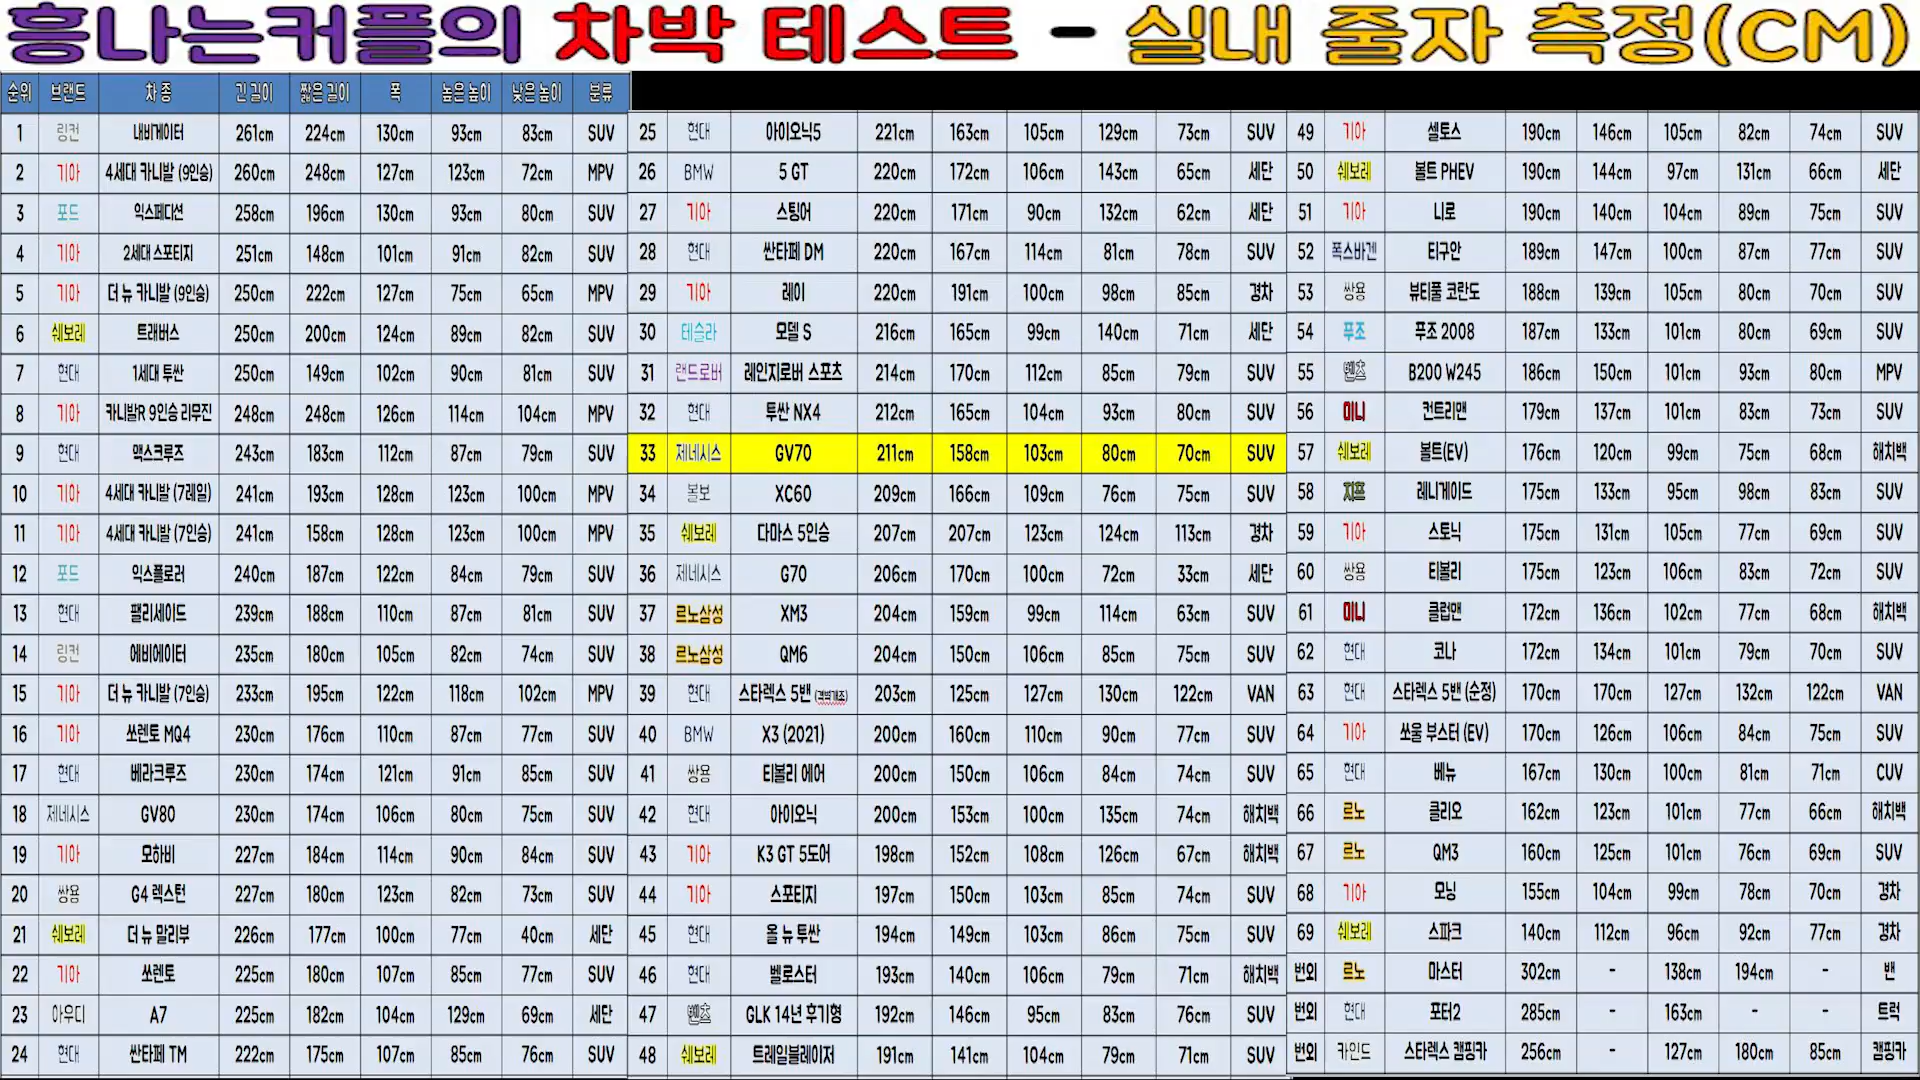 흥나는커플의 차박 테스트 - 실내 줄자 측정(CM)
순위 브랜드 차 종 긴 길이 짧은 길이 폭 높은 높이 낮은 높이 분류
1 링컨 내비게이터 261cm 224cm 130cm 93cm 83cm SUV
2 기아 4세대 카니발 (9인승) 260cm 248cm 127cm 123cm 72cm MPV
3 포드 익스페디션 258cm 196cm 130cm 93cm 80cm SUV
4 기아 2세대 스포티지 251cm 148cm 101cm 91cm 82cm SUV
5 기아 더 뉴 카니발 (9인승) 250cm 222cm 127cm 75cm 65cm MPV
6 쉐보레 트래버스 250cm 200cm 124cm 89cm 82cm SUV
7 현대 1세대 투싼 250cm 149cm 102cm 90cm 81cm SUV
8 기아 카니발R 9인승 리무진 248cm 248cm 126cm 114cm 104cm MPV
9 현대 맥스크루즈 243cm 183cm 112cm 87cm 79cm SUV
10 기아 4세대 카니발 (7레일) 241cm 193cm 128cm 123cm 100cm MPV
11 기아 4세대 카니발 (7인승) 241cm 158cm 128cm 123cm 100cm MPV
12 포드 익스플로러 240cm 187cm 122cm 84cm 79cm SUV
13 현대 팰리세이드 239cm 188cm 110cm 87cm 81cm SUV
14 링컨 에비에이터 235cm 180cm 105cm 82cm 74cm SUV
15 기아 더 뉴 카니발 (7인승) 233cm 195cm 122cm 118cm 102cm MPV
16 기아 쏘렌토 MQ4 230cm 176cm 110cm 87cm 77cm SUV
17 현대 베라크루즈 230cm 174cm 121cm 91cm 85cm SUV
18 제네시스 GV80 230cm 174cm 106cm 80cm 75cm SUV
19 기아 모하비 227cm 184cm 114cm 90cm 84cm SUV
20 쌍용 G4 렉스턴 227cm 180cm 123cm 82cm 73cm SUV
21 쉐보레 더 뉴 말리부 226cm 177cm 100cm 77cm 40cm 세단
22 기아 쏘렌토 225cm 180cm 107cm 85cm 77cm SUV
23 아우디 A7 225cm 182cm 104cm 129cm 69cm 세단
24 현대 싼타페 TM 222cm 175cm 107cm 85cm 76cm SUV
25 현대 아이오닉5 221cm 163cm 105cm 129cm 73cm SUV
26 BMW 5 GT 220cm 172cm 106cm 143cm 65cm 세단
27 기아 스팅어 220cm 171cm 90cm 132cm 62cm 세단
28 현대 싼타페 DM 220cm 167cm 114cm 81cm 78cm SUV
29 기아 레이 220cm 191cm 100cm 98cm 85cm 경차
30 테슬라 모델 S 216cm 165cm 99cm 140cm 71cm 세단
31 랜드로버 레인지로버 스포츠 214cm 170cm 112cm 85cm 79cm SUV
32 현대 투싼 NX4 212cm 165cm 104cm 93cm 80cm SUV
33 제네시스 GV70 211cm 158cm 103cm 80cm 70cm SUV
34 볼보 XC60 209cm 166cm 109cm 76cm 75cm SUV
35 쉐보레 다마스 5인승 207cm 207cm 123cm 124cm 113cm 경차
36 제네시스 G70 206cm 170cm 100cm 72cm 33cm 세단
37 르노삼성 XM3 204cm 159cm 99cm 114cm 63cm SUV
38 르노삼성 QM6 204cm 150cm 106cm 85cm 75cm SUV
39 현대 스타렉스 5밴 (격벽개조) 203cm 125cm 127cm 130cm 122cm VAN
40 BMW X3 (2021) 200cm 160cm 110cm 90cm 77cm SUV
41 쌍용 티볼리 에어 200cm 150cm 106cm 84cm 74cm SUV
42 현대 아이오닉 200cm 153cm 100cm 135cm 74cm 해치백
43 기아 K3 GT 5도어 198cm 152cm 108cm 126cm 67cm 해치백
44 기아 스포티지 197cm 150cm 103cm 85cm 74cm SUV
45 현대 올 뉴 투싼 194cm 149cm 103cm 86cm 75cm SUV
46 현대 벨로스터 193cm 140cm 106cm 79cm 71cm 해치백
47 벤츠 GLK 14년 후기형 192cm 146cm 95cm 83cm 76cm SUV
48 쉐보레 트레일블레이저 191cm 141cm 104cm 79cm 71cm SUV
49 기아 셀토스 190cm 146cm 105cm 82cm 74cm SUV
50 쉐보레 볼트 PHEV 190cm 144cm 97cm 131cm 66cm 세단
51 기아 니로 190cm 140cm 104cm 89cm 75cm SUV
52 폭스바겐 티구안 189cm 147cm 100cm 87cm 77cm SUV
53 쌍용 뷰티풀 코란도 188cm 139cm 105cm 80cm 70cm SUV
54 푸조 푸조 2008 187cm 133cm 101cm 80cm 69cm SUV
55 벤츠 B200 W245 186cm 150cm 101cm 93cm 80cm MPV
56 미니 컨트리맨 179cm 137cm 101cm 83cm 73cm SUV
57 쉐보레 볼트(EV) 176cm 120cm 99cm 75cm 68cm 해치백
58 지프 레니게이드 175cm 133cm 95cm 98cm 83cm SUV
59 기아 스토닉 175cm 131cm 105cm 77cm 69cm SUV
60 쌍용 티볼리 175cm 123cm 106cm 83cm 72cm SUV
61 미니 클럽맨 172cm 136cm 102cm 77cm 68cm 해치백
62 현대 코나 172cm 134cm 101cm 79cm 70cm SUV
63 현대 스타렉스 5밴 (순정) 170cm 170cm 127cm 132cm 122cm VAN
64 기아 쏘울 부스터 (EV) 170cm 126cm 106cm 84cm 75cm SUV
65 현대 베뉴 167cm 130cm 100cm 81cm 71cm CUV
66 르노 클리오 162cm 123cm 101cm 77cm 66cm 해치백
67 르노 QM3 160cm 125cm 101cm 76cm 69cm SUV
68 기아 모닝 155cm 104cm 99cm 78cm 70cm 경차
69 쉐보레 스파크 140cm 112cm 96cm 92cm 77cm 경차
번외 르노 마스터 302cm - 138cm 194cm - 밴
번외 현대 포터2 285cm - 163cm - - 트럭
번외 카인드 스타렉스 캠핑카 256cm - 127cm 180cm 85cm 캠핑카